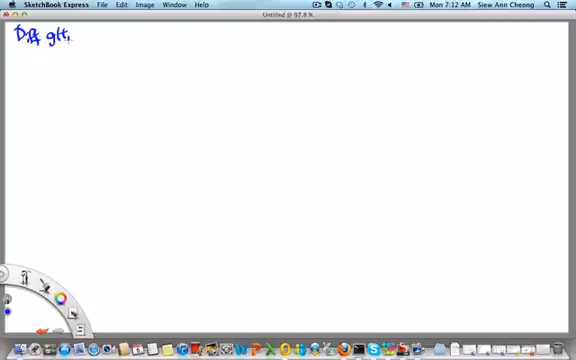 SketchBook Express File Edit Image Window Help Mon 7:12 AM Siew Ann Cheong
Untitled @ 97.8 %
Diff g(t,